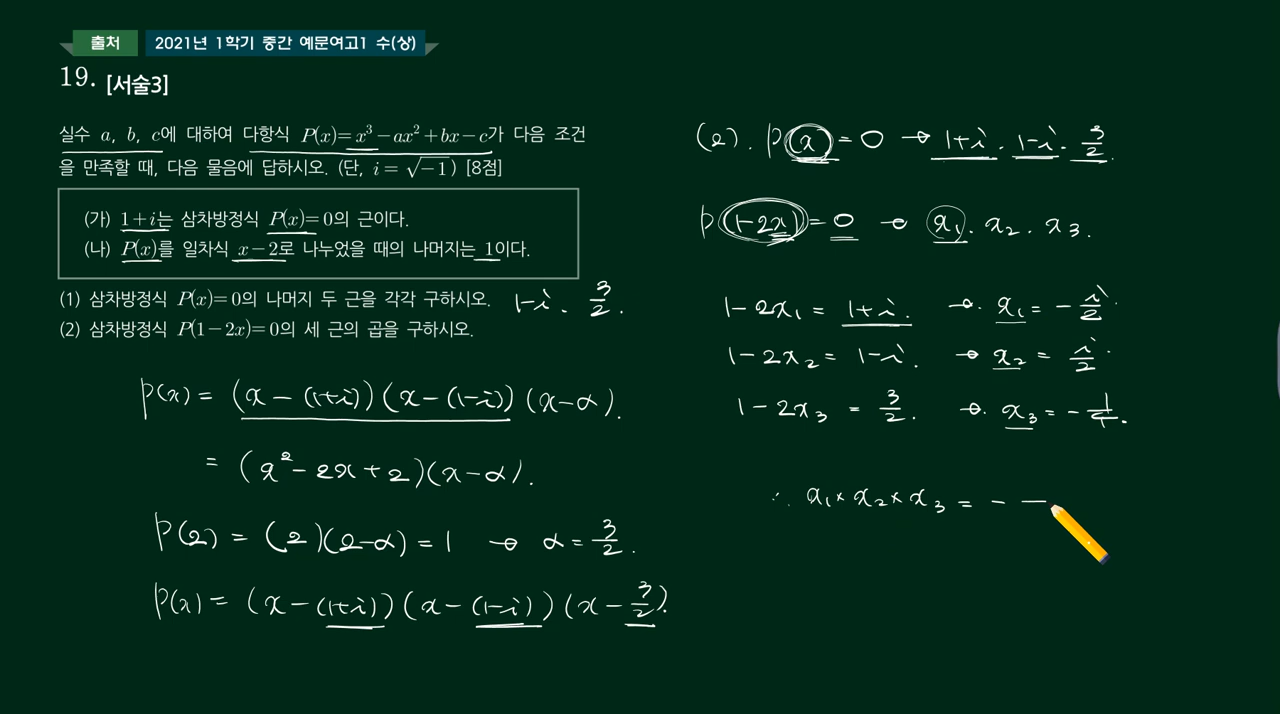 출처 2021년 1학기 중간 예문여고1 수(상)
19. [서술3]
실수 a, b, c에 대하여 다항식 P(x)=x³-ax²+bx-c가 다음 조건
을 만족할 때, 다음 물음에 답하시오. (단, i=√-1) [8점]
(가) 1+i는 삼차방정식 P(x)=0의 근이다.
(나) P(x)를 일차식 x-2로 나누었을 때의 나머지는 1이다.
(1) 삼차방정식 P(x)=0의 나머지 두 근을 각각 구하시오. 1-i. 3/2.
(2) 삼차방정식 P(1-2x)=0의 세 근의 곱을 구하시오.
P(x) = (x-(1+i))(x-(1-i))(x-α).
= (x²-2x+2)(x-α).
P(2) = (2)(2-α) = 1 → α = 3/2.
P(x) = (x-(1+i))(x-(1-i))(x-3/2).
(2). P(x) = 0 → 1+i. 1-i. 3/2.
P(1-2x) = 0 → x₁. x₂. x₃.
1-2x₁ = 1+i. → x₁ = -i/2.
1-2x₂ = 1-i. → x₂ = i/2.
1-2x₃ = 3/2. → x₃ = -1/4.
∴ x₁ × x₂ × x₃ = - —